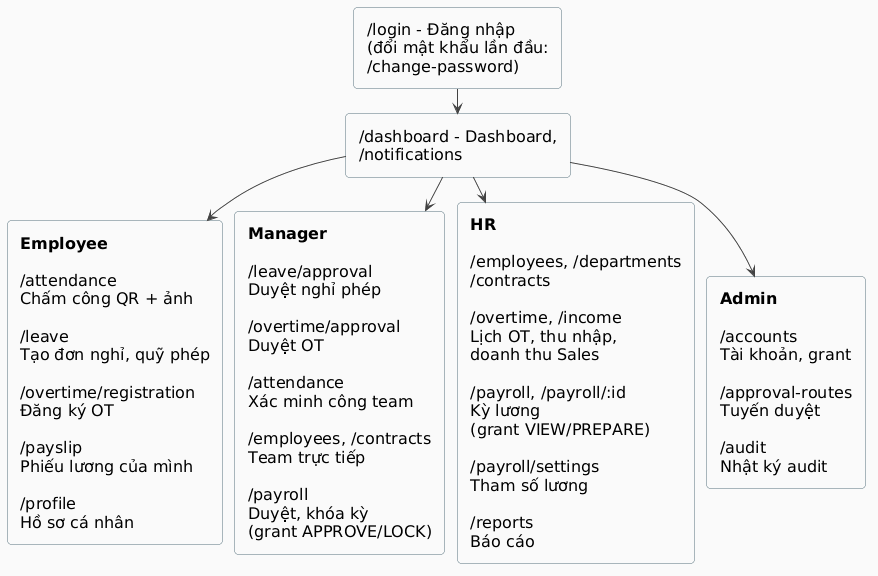 /login - Đăng nhập
(đổi mật khẩu lần đầu:
/change-password)
/dashboard - Dashboard,
/notifications
Employee
/attendance
Chấm công QR + ảnh
/leave
Tạo đơn nghỉ, quỹ phép
/overtime/registration
Đăng ký OT
/payslip
Phiếu lương của mình
/profile
Hồ sơ cá nhân
Manager
/leave/approval
Duyệt nghỉ phép
/overtime/approval
Duyệt OT
/attendance
Xác minh công team
/employees, /contracts
Team trực tiếp
/payroll
Duyệt, khóa kỳ
(grant APPROVE/LOCK)
HR
/employees, /departments
/contracts
/overtime, /income
Lịch OT, thu nhập,
doanh thu Sales
/payroll, /payroll/:id
Kỳ lương
(grant VIEW/PREPARE)
/payroll/settings
Tham số lương
/reports
Báo cáo
Admin
/accounts
Tài khoản, grant
/approval-routes
Tuyến duyệt
/audit
Nhật ký audit